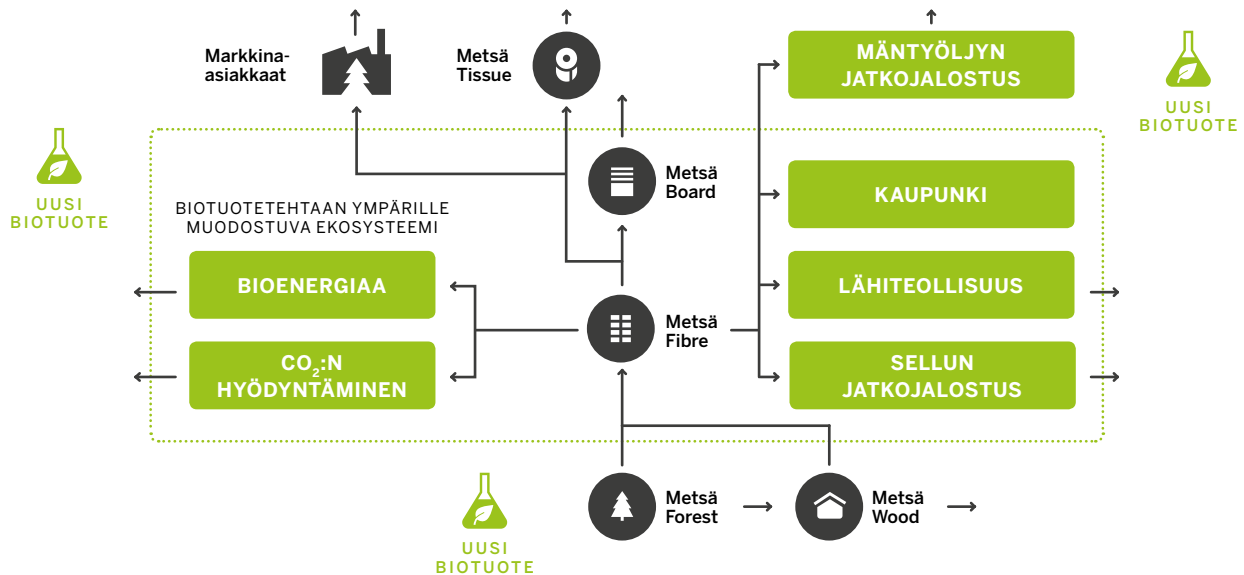 Markkina-
asiakkaat
Metsä
Tissue
MÄNTYÖLJYN
JATKOJALOSTUS
UUSI
BIOTUOTE
UUSI
BIOTUOTE
Metsä
Board
KAUPUNKI
BIOTUOTETEHTAAN YMPÄRILLE
MUODOSTUVA EKOSYSTEEMI
BIOENERGIAA
LÄHITEOLLISUUS
Metsä
Fibre
CO₂:N
HYÖDYNTÄMINEN
SELLUN
JATKOJALOSTUS
Metsä
Forest
Metsä
Wood
UUSI
BIOTUOTE